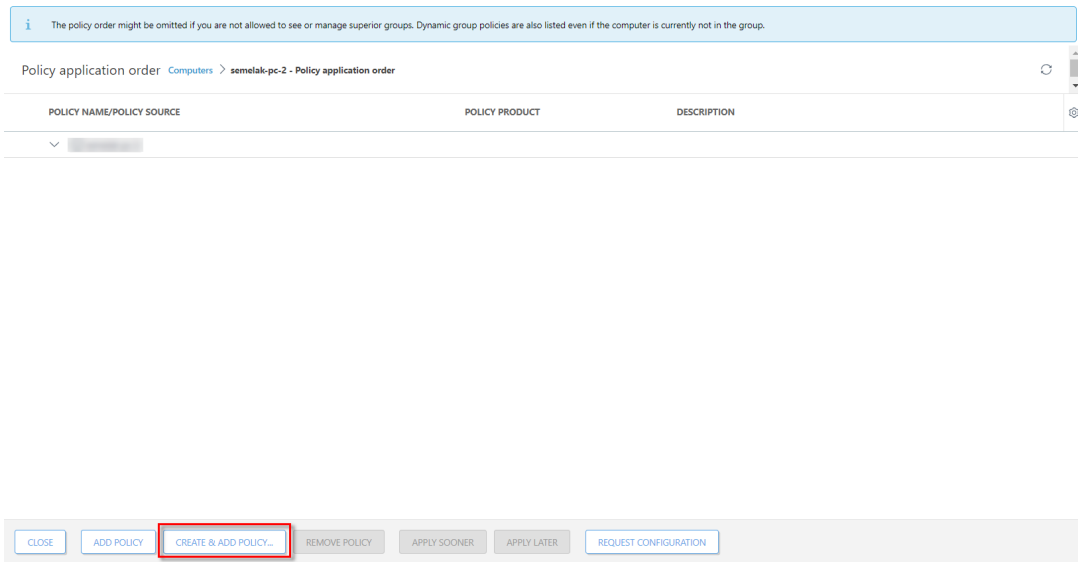 i The policy order might be omitted if you are not allowed to see or manage superior groups. Dynamic group policies are also listed even if the computer is currently not in the group.
Policy application order Computers > semelak-pc-2 - Policy application order
POLICY NAME/POLICY SOURCE POLICY PRODUCT DESCRIPTION
CLOSE ADD POLICY CREATE & ADD POLICY... REMOVE POLICY APPLY SOONER APPLY LATER REQUEST CONFIGURATION